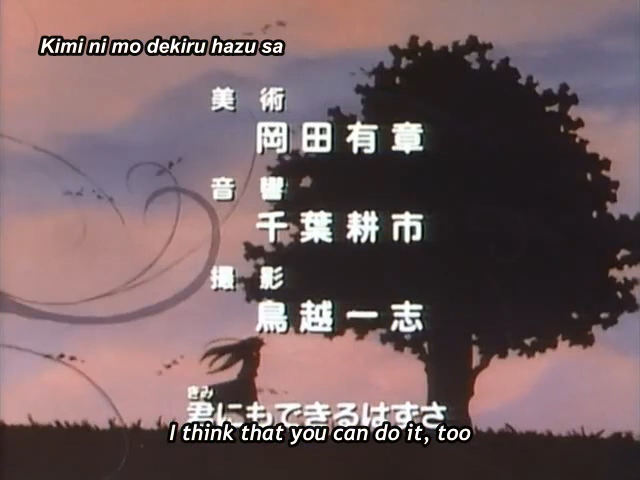 Kimi ni mo dekiru hazu sa
美術
岡田有章
音響
千葉耕市
撮影
鳥越一志
きみ
君にもできるはずさ
I think that you can do it, too